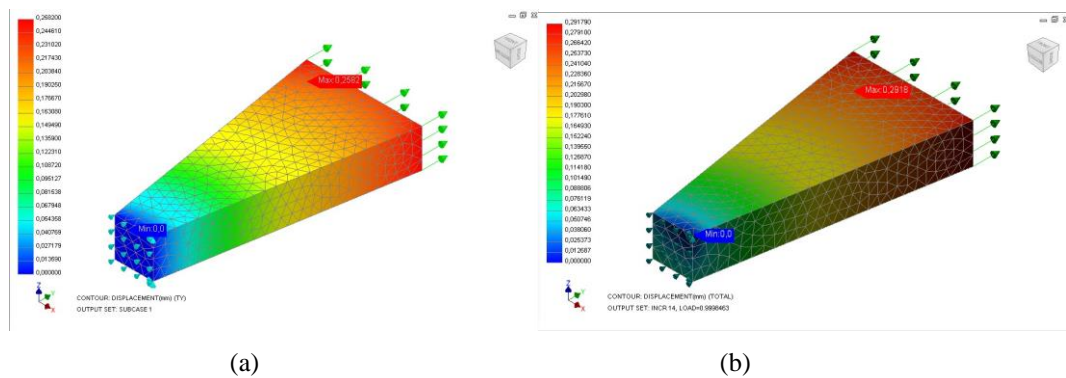 0,258200
0,244610
0,231020
0,217430
0,203840
0,190250
0,176670
0,163080
0,149490
0,135900
0,122310
0,108720
0,095127
0,081538
0,067948
0,054358
0,040769
0,027179
0,013590
0,000000
Max:0,2582
Min:0,0
Z
Y
X
CONTOUR: DISPLACEMENT(mm) (TY)
OUTPUT SET: SUBCASE 1
(a)
0,291790
0,279100
0,266420
0,253730
0,241040
0,228360
0,215670
0,202980
0,190300
0,177610
0,164930
0,152240
0,139550
0,126870
0,114180
0,101490
0,088806
0,076119
0,063433
0,050746
0,038060
0,025373
0,012687
0,000000
Max:0,2918
Min:0,0
Z
Y
X
CONTOUR: DISPLACEMENT(mm) (TOTAL)
OUTPUT SET: INCR 14, LOAD=0.9998463
(b)